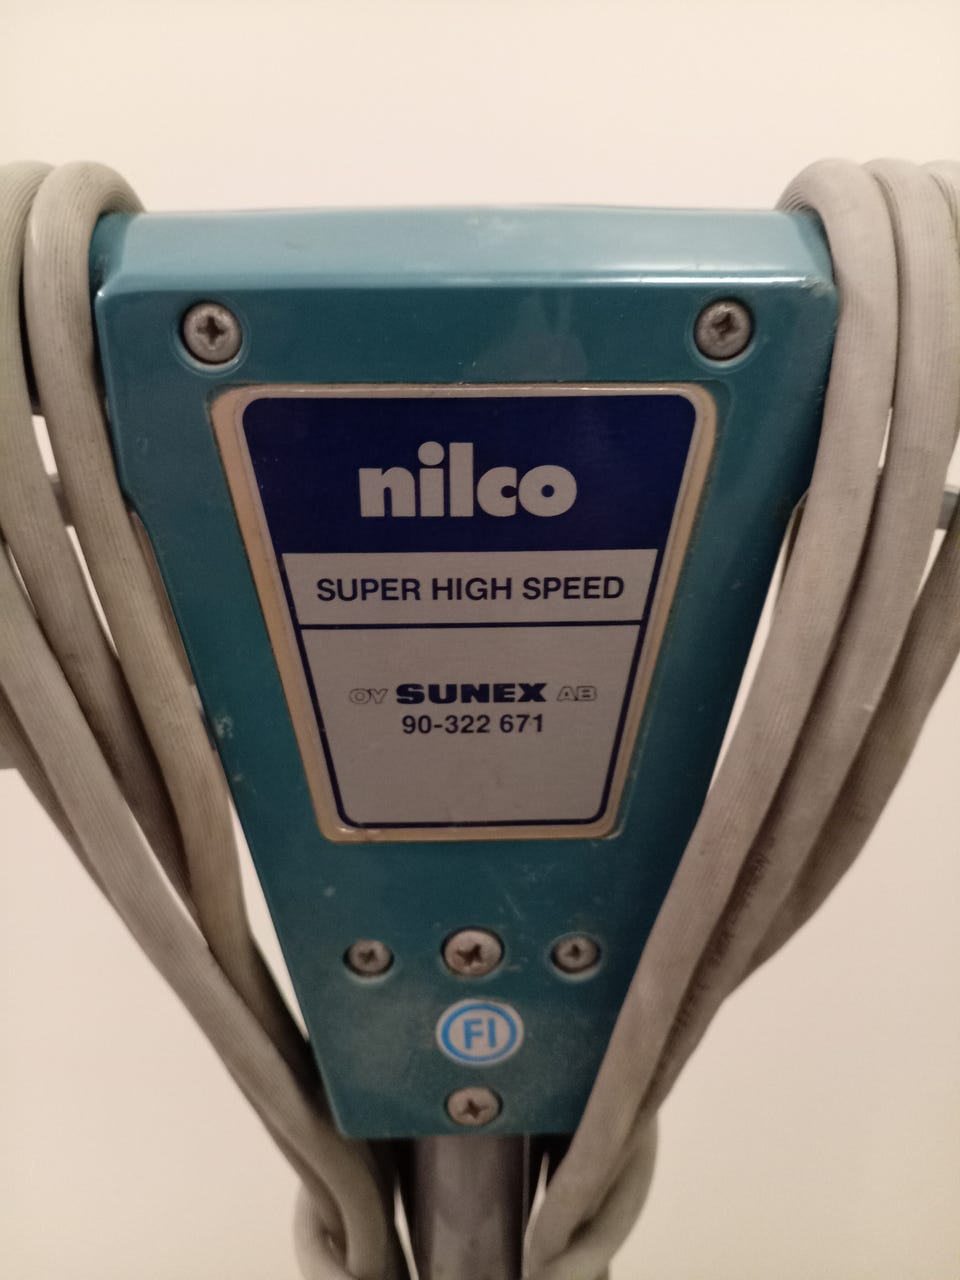 nilco
SUPER HIGH SPEED
OY SUNEX AB
90-322 671
FI